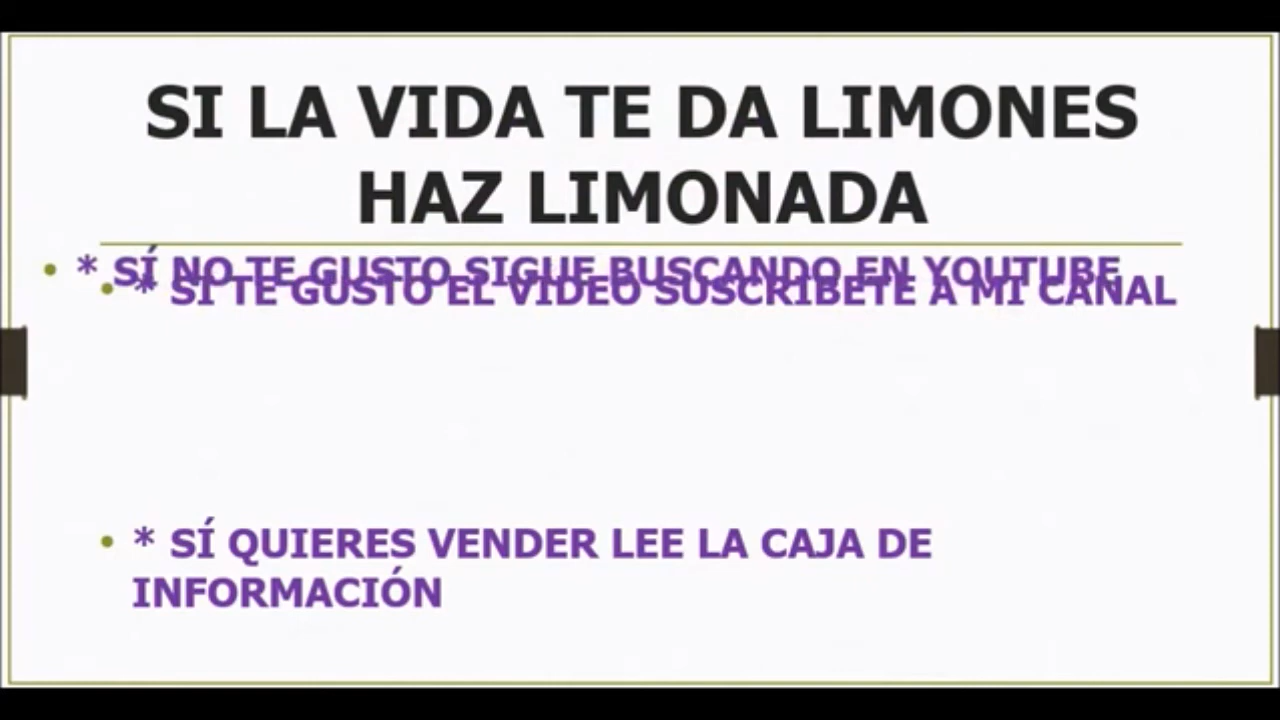 SI LA VIDA TE DA LIMONES
HAZ LIMONADA
• * SÍ NO TE GUSTO SIGUE BUSCANDO EN YOUTUBE
• * SI TE GUSTO EL VIDEO SUSCRIBETE A MI CANAL
• * SÍ QUIERES VENDER LEE LA CAJA DE
INFORMACIÓN